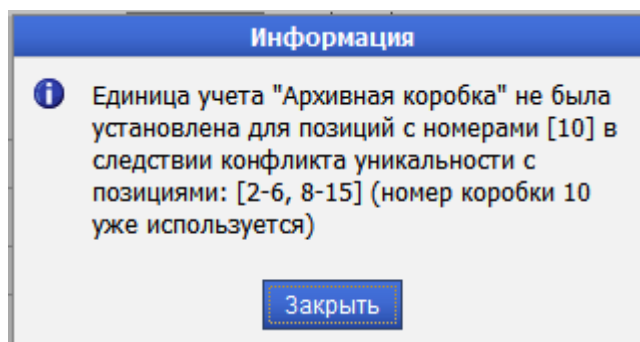 Информация
Единица учета "Архивная коробка" не была
установлена для позиций с номерами [10] в
следствии конфликта уникальности с
позициями: [2-6, 8-15] (номер коробки 10
уже используется)
Закрыть